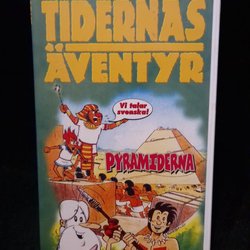 TIDERNAS
ÄVENTYR
Vi talar
svenska!
PYRAMIDERNA